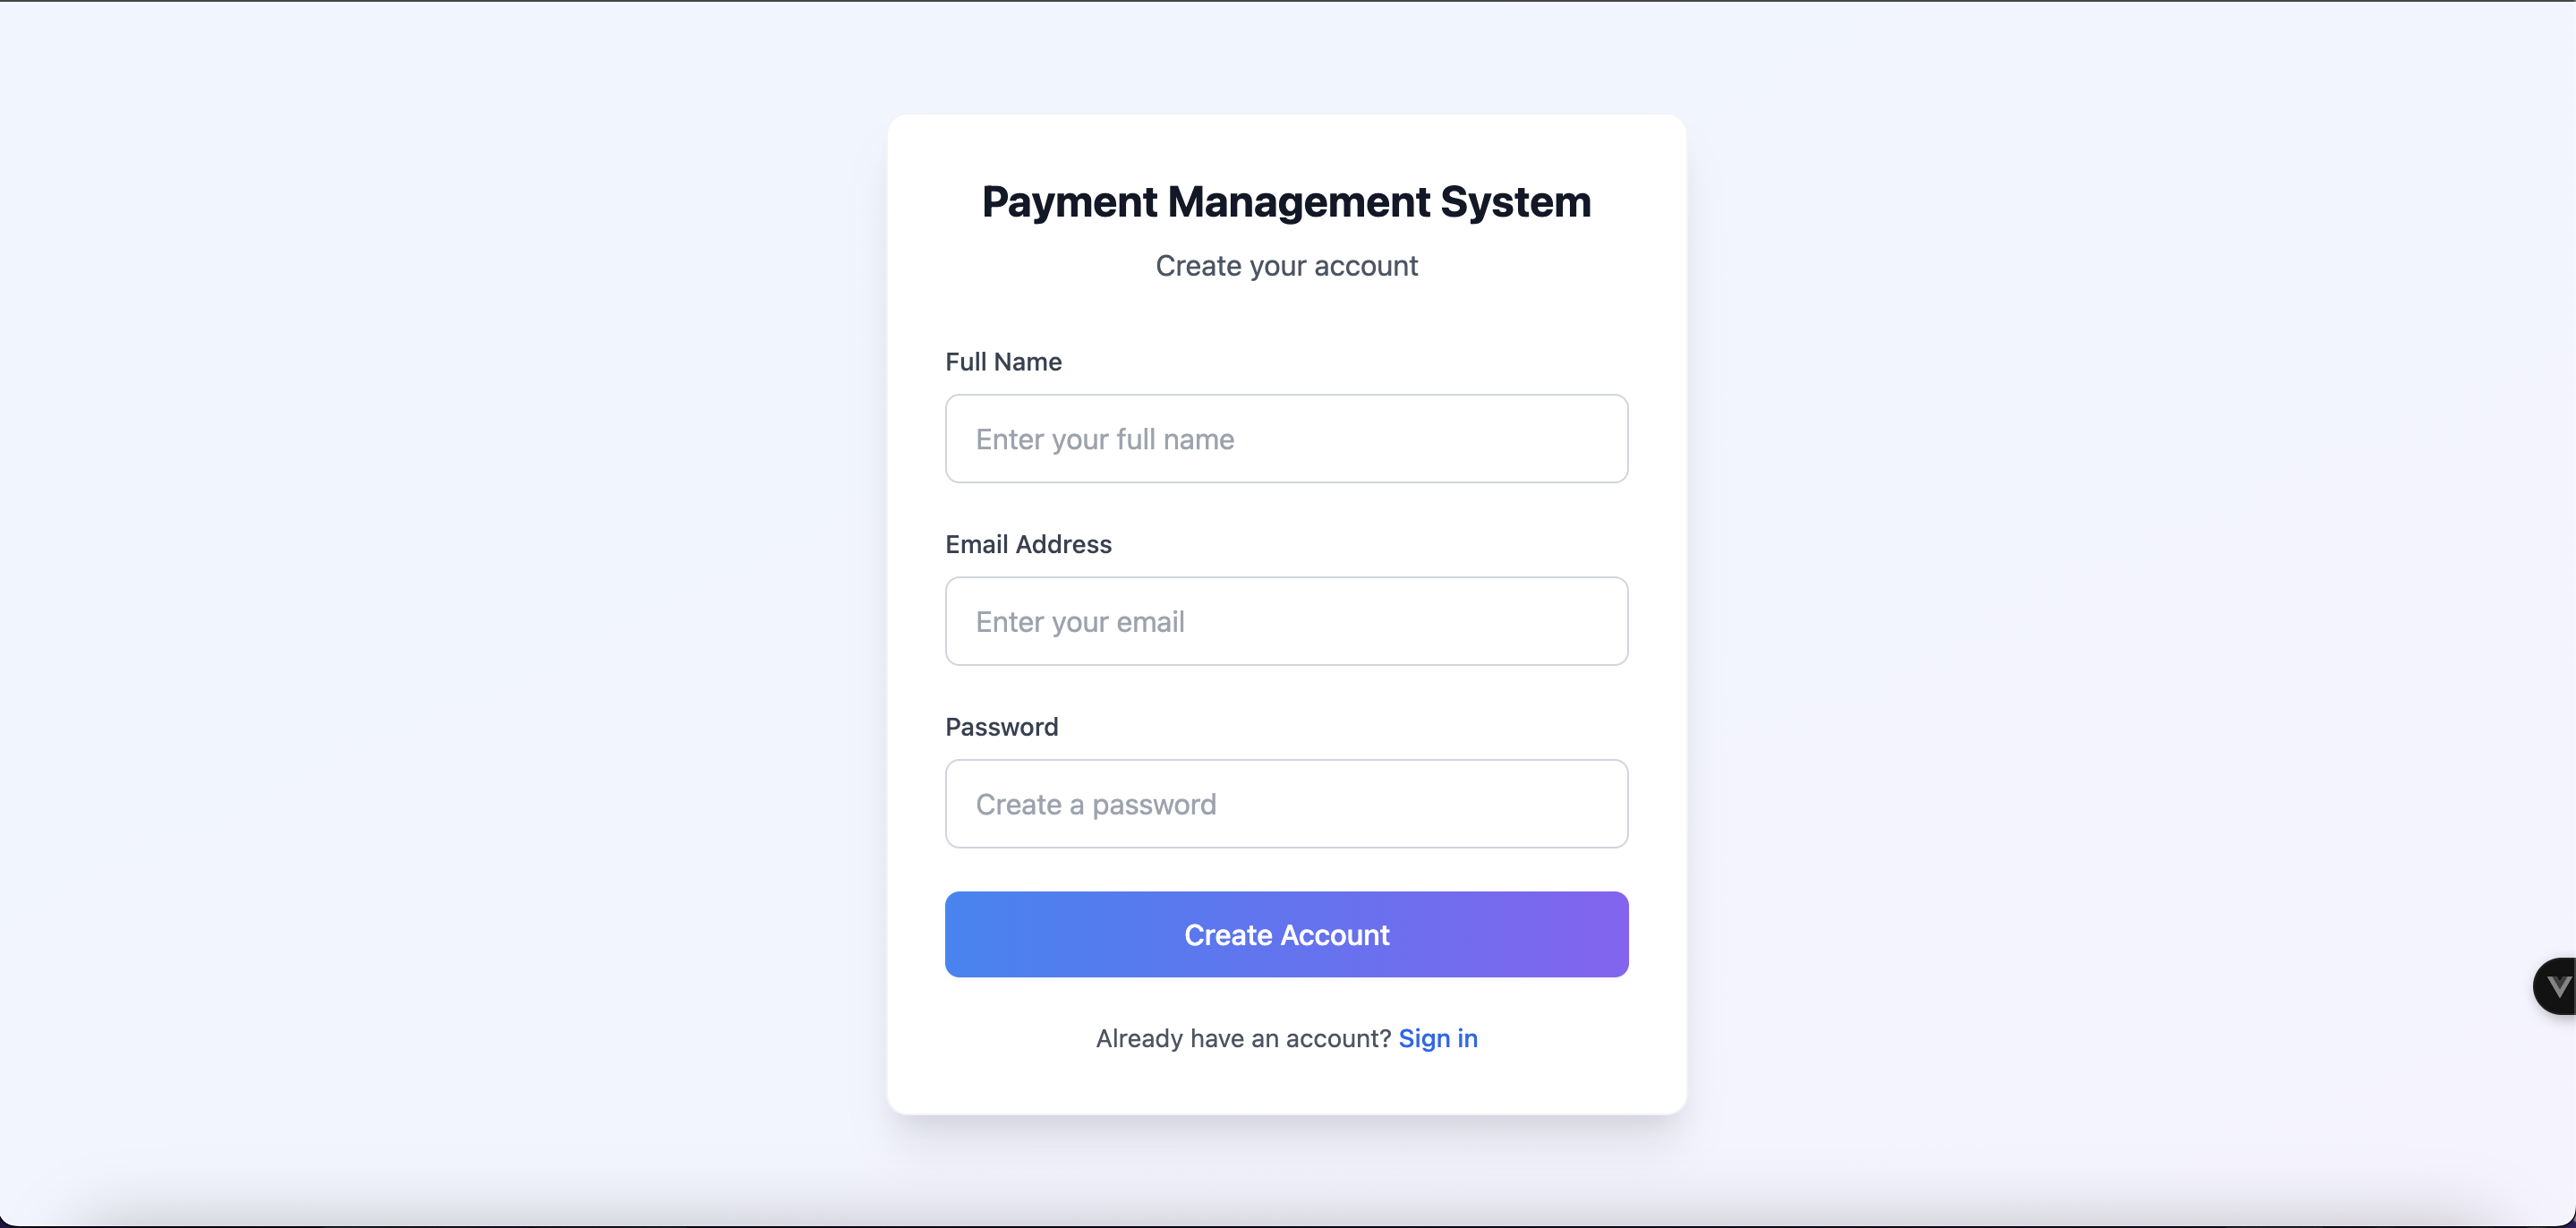 Payment Management System
Create your account
Full Name
Enter your full name
Email Address
Enter your email
Password
Create a password
Create Account
Already have an account? Sign in